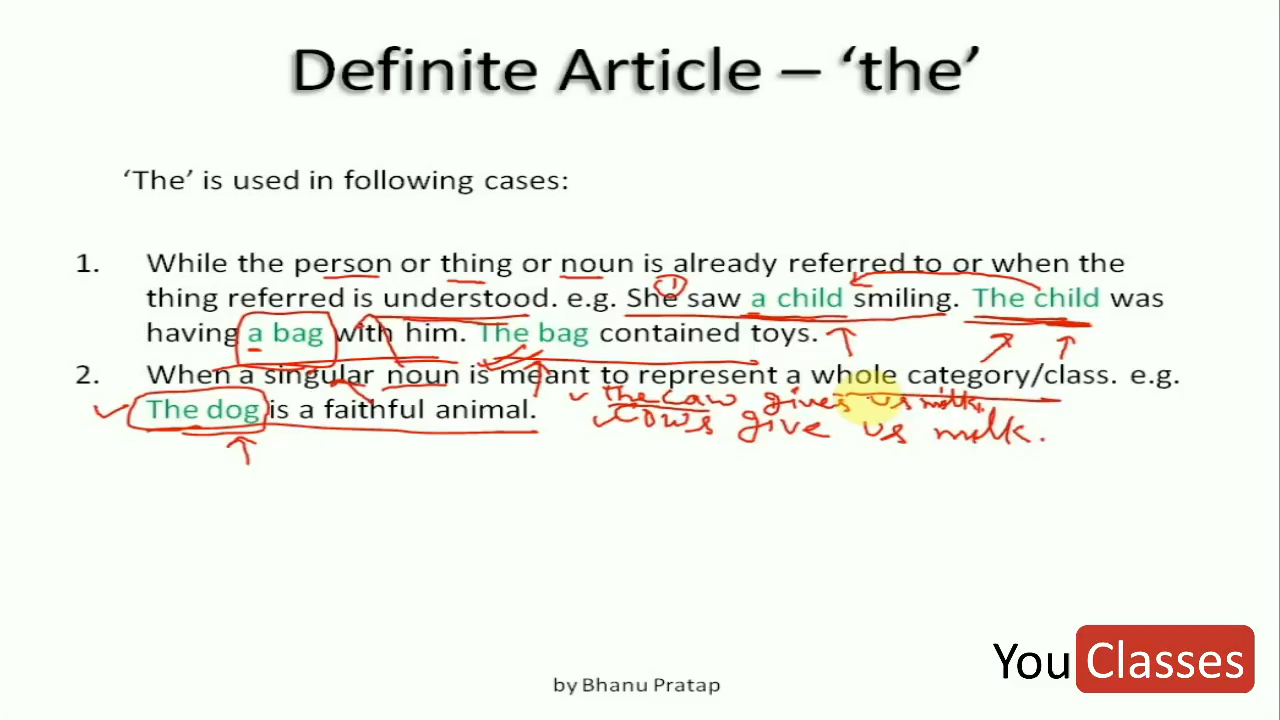 Definite Article – ‘the’
‘The’ is used in following cases:
1. While the person or thing or noun is already referred to or when the
thing referred is understood. e.g. She saw a child smiling. The child was
1
having a bag with him. The bag contained toys.
2. When a singular noun is meant to represent a whole category/class. e.g.
The dog is a faithful animal.
the caw gives us milk.
Cows give us milk.
You Classes
by Bhanu Pratap